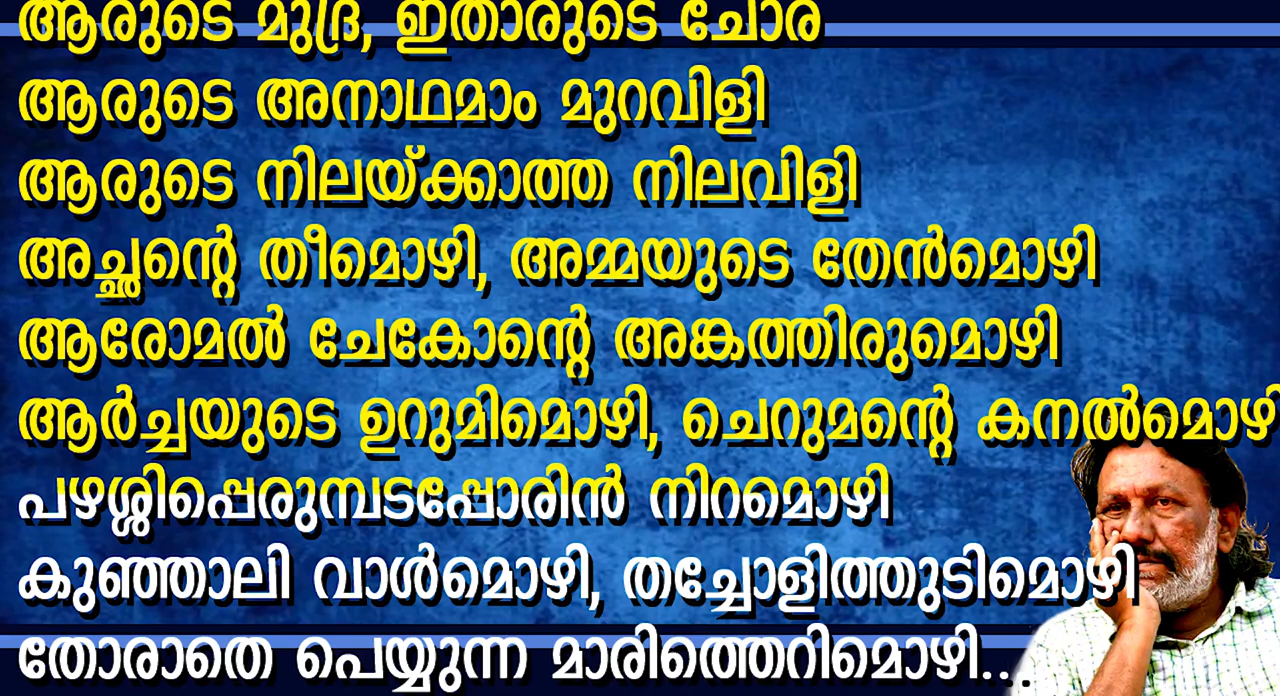 ആരുടെ മുദ്ര, ഇതാരുടെ ചോര
ആരുടെ അനാഥമാം മുറവിളി
ആരുടെ നിലയ്ക്കാത്ത നിലവിളി
അച്ഛന്റെ തീമൊഴി, അമ്മയുടെ തേൻമൊഴി
ആരോമൽ ചേകോന്റെ അങ്കത്തിരുമൊഴി
ആർച്ചയുടെ ഉറുമിമൊഴി, ചെറുമന്റെ കനൽമൊഴി
പഴശ്ശിപ്പെരുമ്പടപ്പോരിൻ നിറമൊഴി
കുഞ്ഞാലി വാൾമൊഴി, തച്ചോളിത്തുടിമൊഴി
തോരാതെ പെയ്യുന്ന മാരിത്തെറിമൊഴി...